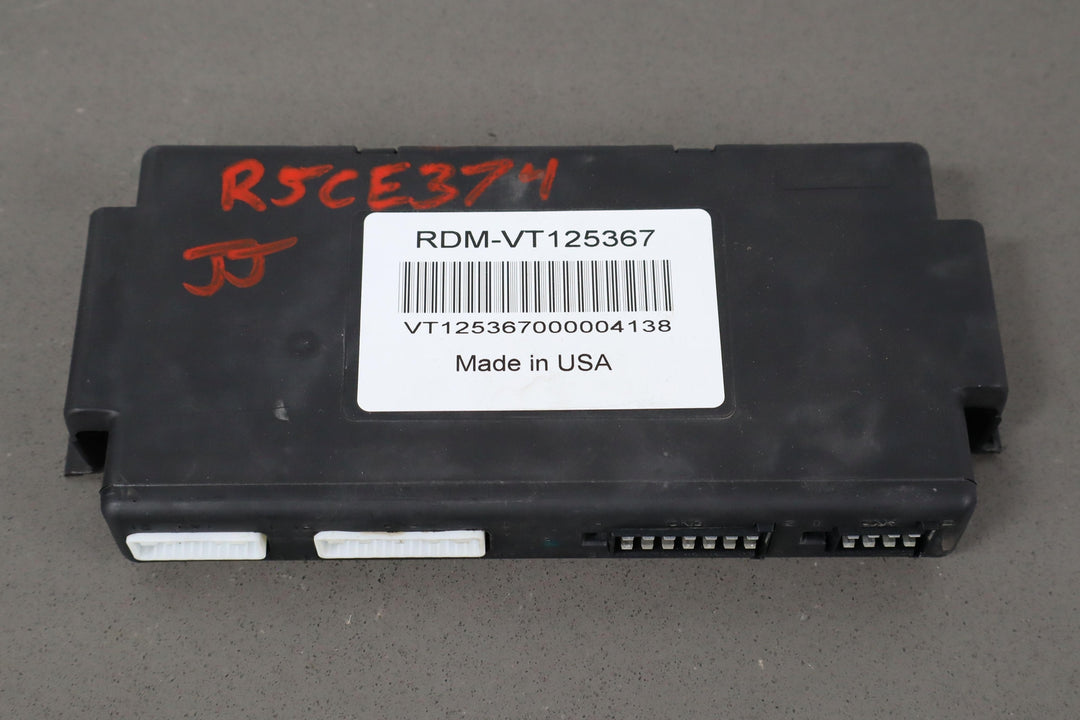 R5CE374
JJ
RDM-VT125367
VT125367000004138
Made in USA